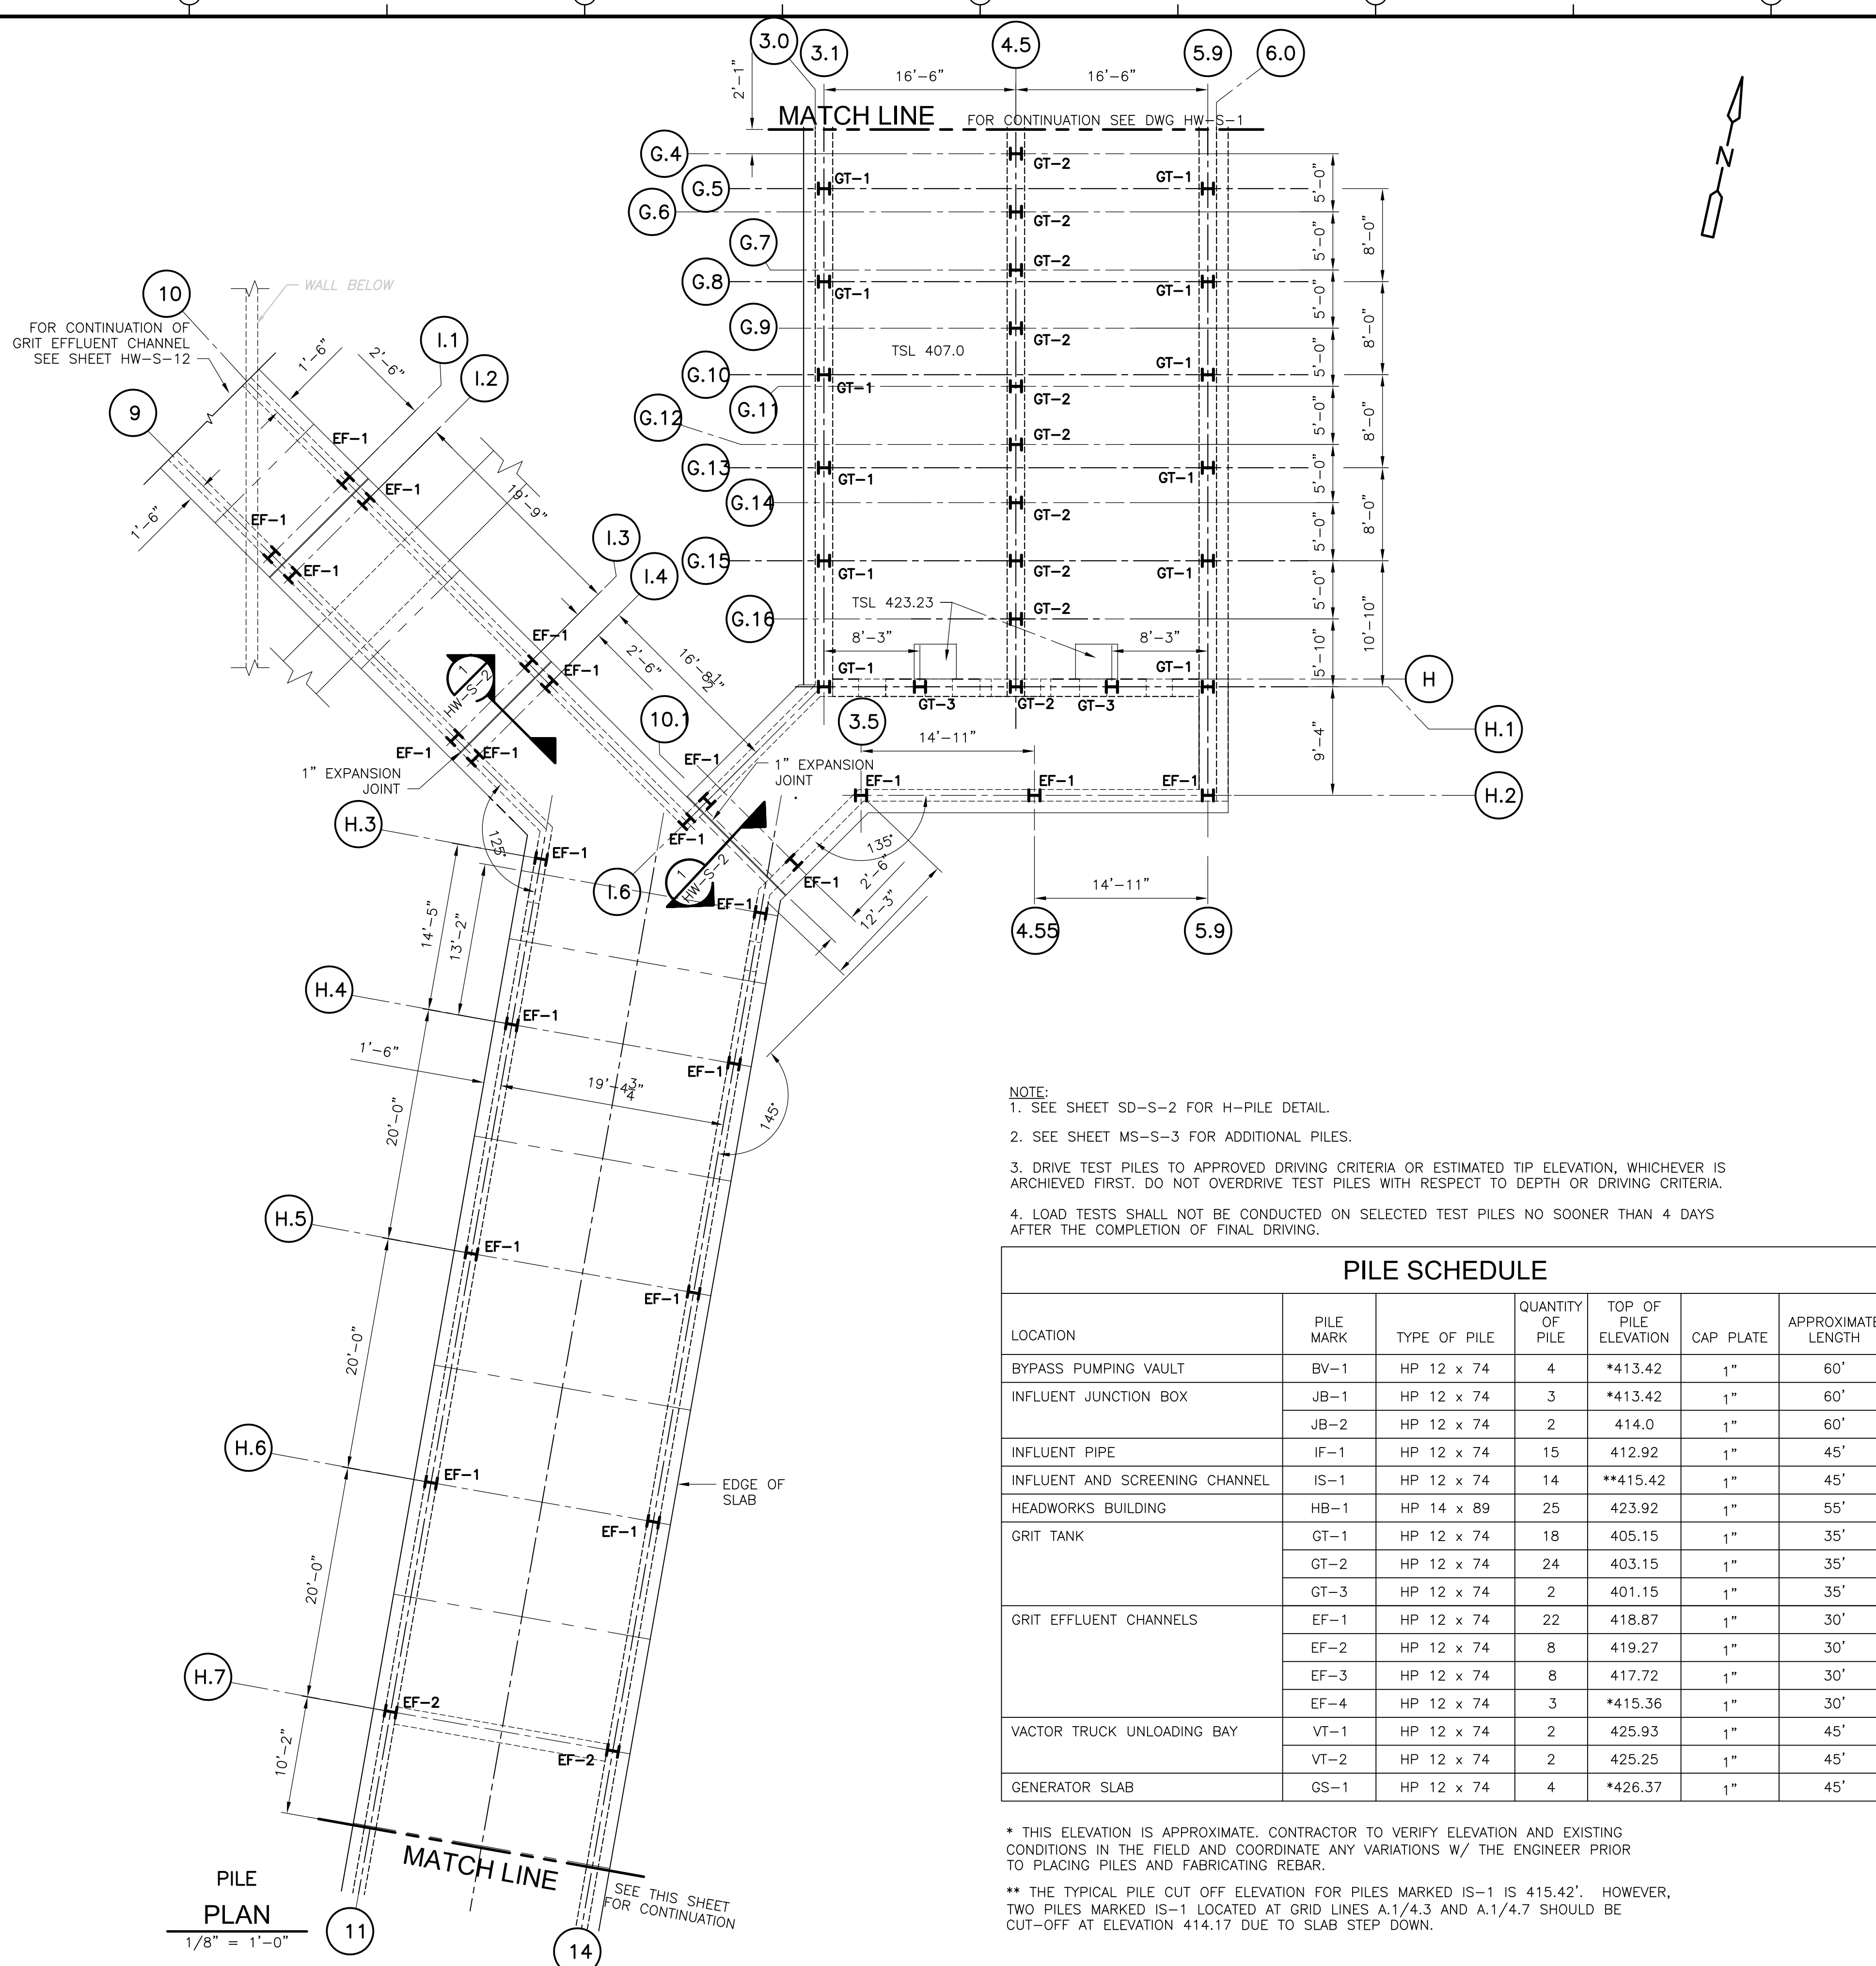 3.0
3.1
4.5
5.9
6.0
16'-6"
16'-6"
2'-1"
MATCH LINE
FOR CONTINUATION SEE DWG HW-S-1
N
G.4
GT-2
G.5
GT-1
GT-1
5'-0"
G.6
GT-2
8'-0"
G.7
GT-2
5'-0"
G.8
GT-1
GT-1
5'-0"
G.9
GT-2
8'-0"
TSL 407.0
5'-0"
G.10
GT-1
GT-1
G.11
GT-2
5'-0"
8'-0"
G.12
GT-2
G.13
GT-1
GT-1
5'-0"
G.14
GT-2
8'-0"
5'-0"
G.15
GT-1
GT-2
GT-1
5'-0"
TSL 423.23
G.16
GT-2
8'-3"
8'-3"
5'-10"
10'-10"
GT-1
GT-1
H
GT-3
GT-2
GT-3
H.1
3.5
14'-11"
9'-4"
EF-1
EF-1
EF-1
H.2
135°
14'-11"
4.55
5.9
10
WALL BELOW
FOR CONTINUATION OF
GRIT EFFLUENT CHANNEL
SEE SHEET HW-S-12
1'-6"
2'-6"
I.1
I.2
9
EF-1
EF-1
19'-9"
1'-6"
EF-1
EF-1
I.3
I.4
EF-1
EF-1
2'-6"
16'-8 1/2"
1
HW-S-2
10.1
EF-1
EF-1
EF-1
1" EXPANSION
JOINT
1" EXPANSION
JOINT
EF-1
H.3
125°
EF-1
I.6
1
HW-S-2
EF-1
EF-1
2'-6"
12'-3"
14'-5"
13'-2"
H.4
EF-1
EF-1
1'-6"
19'-4 3/4"
145°
20'-0"
H.5
EF-1
EF-1
20'-0"
H.6
EF-1
EF-1
EDGE OF
SLAB
20'-0"
H.7
EF-2
EF-2
10'-2"
MATCH LINE
SEE THIS SHEET
FOR CONTINUATION
11
14
PILE
PLAN
1/8" = 1'-0"
NOTE:
1. SEE SHEET SD-S-2 FOR H-PILE DETAIL.
2. SEE SHEET MS-S-3 FOR ADDITIONAL PILES.
3. DRIVE TEST PILES TO APPROVED DRIVING CRITERIA OR ESTIMATED TIP ELEVATION, WHICHEVER IS
ARCHIEVED FIRST. DO NOT OVERDRIVE TEST PILES WITH RESPECT TO DEPTH OR DRIVING CRITERIA.
4. LOAD TESTS SHALL NOT BE CONDUCTED ON SELECTED TEST PILES NO SOONER THAN 4 DAYS
AFTER THE COMPLETION OF FINAL DRIVING.
PILE SCHEDULE
LOCATION PILE MARK TYPE OF PILE QUANTITY OF PILE TOP OF PILE ELEVATION CAP PLATE APPROXIMATE LENGTH
BYPASS PUMPING VAULT BV-1 HP 12 x 74 4 *413.42 1" 60'
INFLUENT JUNCTION BOX JB-1 HP 12 x 74 3 *413.42 1" 60'
JB-2 HP 12 x 74 2 414.0 1" 60'
INFLUENT PIPE IF-1 HP 12 x 74 15 412.92 1" 45'
INFLUENT AND SCREENING CHANNEL IS-1 HP 12 x 74 14 **415.42 1" 45'
HEADWORKS BUILDING HB-1 HP 14 x 89 25 423.92 1" 55'
GRIT TANK GT-1 HP 12 x 74 18 405.15 1" 35'
GT-2 HP 12 x 74 24 403.15 1" 35'
GT-3 HP 12 x 74 2 401.15 1" 35'
GRIT EFFLUENT CHANNELS EF-1 HP 12 x 74 22 418.87 1" 30'
EF-2 HP 12 x 74 8 419.27 1" 30'
EF-3 HP 12 x 74 8 417.72 1" 30'
EF-4 HP 12 x 74 3 *415.36 1" 30'
VACTOR TRUCK UNLOADING BAY VT-1 HP 12 x 74 2 425.93 1" 45'
VT-2 HP 12 x 74 2 425.25 1" 45'
GENERATOR SLAB GS-1 HP 12 x 74 4 *426.37 1" 45'
* THIS ELEVATION IS APPROXIMATE. CONTRACTOR TO VERIFY ELEVATION AND EXISTING
CONDITIONS IN THE FIELD AND COORDINATE ANY VARIATIONS W/ THE ENGINEER PRIOR
TO PLACING PILES AND FABRICATING REBAR.
** THE TYPICAL PILE CUT OFF ELEVATION FOR PILES MARKED IS-1 IS 415.42'. HOWEVER,
TWO PILES MARKED IS-1 LOCATED AT GRID LINES A.1/4.3 AND A.1/4.7 SHOULD BE
CUT-OFF AT ELEVATION 414.17 DUE TO SLAB STEP DOWN.